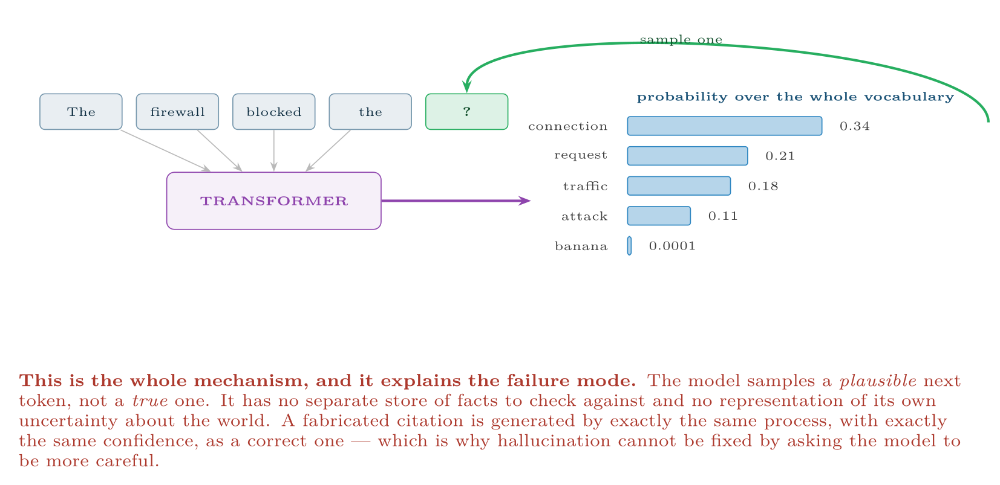 sample one
The firewall blocked the ?
probability over the whole vocabulary
connection 0.34
request 0.21
traffic 0.18
TRANSFORMER
attack 0.11
banana 0.0001
This is the whole mechanism, and it explains the failure mode. The model samples a plausible next
token, not a true one. It has no separate store of facts to check against and no representation of its own
uncertainty about the world. A fabricated citation is generated by exactly the same process, with exactly
the same confidence, as a correct one — which is why hallucination cannot be fixed by asking the model to
be more careful.